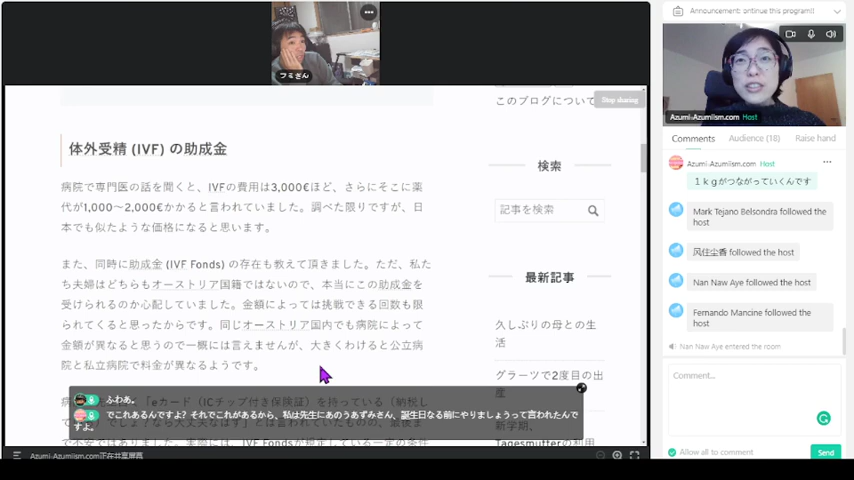 フミさん
このブログについて
Stop sharing
体外受精 (IVF) の助成金
病院で専門医の話を聞くと、IVFの費用は3,000€ほど、さらにそこに薬
代が1,000〜2,000€かかると言われていました。調べた限りですが、日
本でも似たような価格になると思います。
また、同時に助成金 (IVF Fonds) の存在も教えて頂きました。ただ、私た
ち夫婦はどちらもオーストリア国籍ではないので、本当にこの助成金を
受けられるのか心配していました。金額によっては挑戦できる回数も限
られてくると思ったからです。同じオーストリア国内でも病院によって
金額が異なると思うので一概には言えませんが、大きくわけると公立病
院と私立病院で料金が異なるようです。
「eカード（ICチップ付き保険証）を持っている（納税し
ふわあ。
でこれあるんですよ？それでこれがあるから、私は先生にあのうあずみさん、誕生日なる前にやりましょうって言われたんで
すよ。
検索
記事を検索
最新記事
久しぶりの母との生
活
グラーツで2度目の出
産
新学期、
Tagesmutterの利用
Azumi-Azumiism.com正在共享屏幕
Announcement: ontinue this program!)
Azumi-Azumiism.com Host
Comments Audience (18) Raise hand
Azumi-Azumiism.com Host
１ｋｇがつながっていくんです
Mark Tejano Belsondra followed the
host
风住尘香 followed the host
Nan Naw Aye followed the host
Fernando Mancine followed the
host
Nan Naw Aye entered the room
Comment...
Allow all to comment
Send